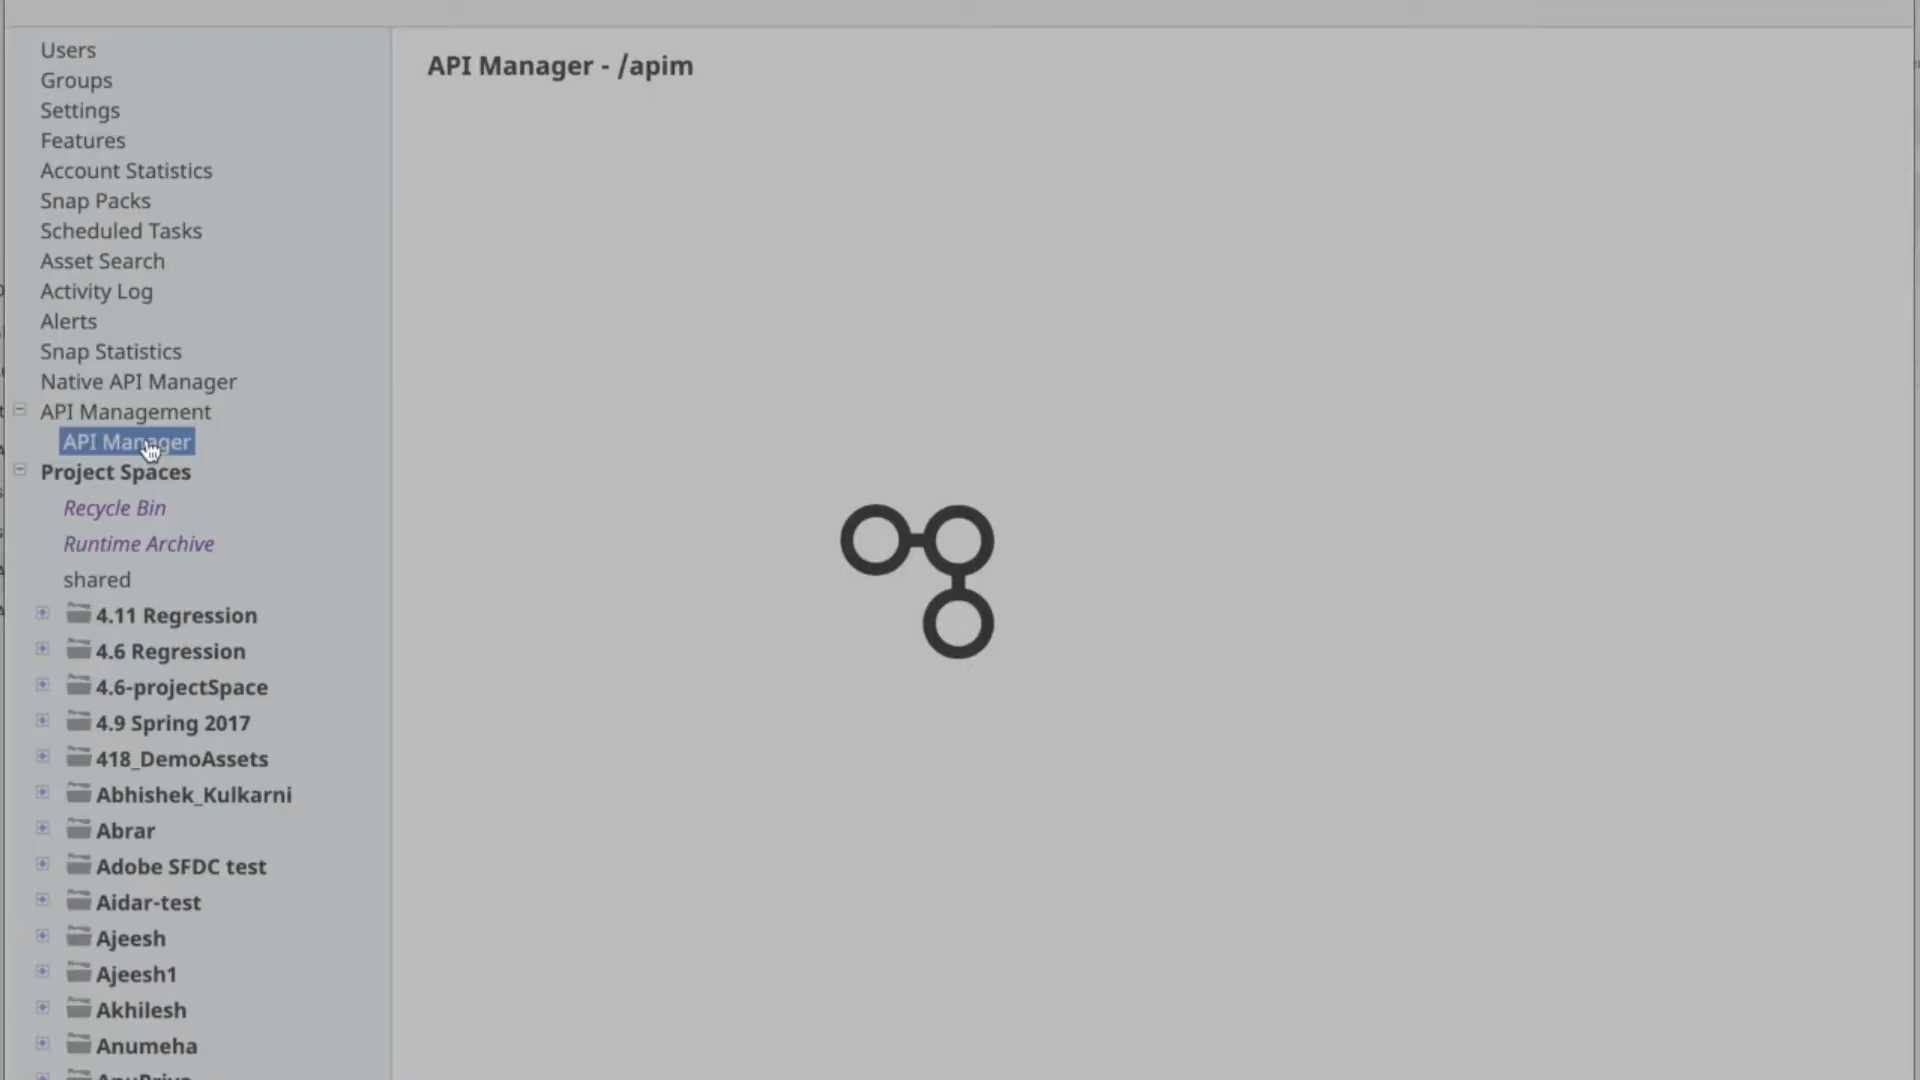 Users
Groups
Settings
Features
Account Statistics
Snap Packs
Scheduled Tasks
Asset Search
Activity Log
Alerts
Snap Statistics
Native API Manager
API Management
API Manager
Project Spaces
Recycle Bin
Runtime Archive
shared
4.11 Regression
4.6 Regression
4.6-projectSpace
4.9 Spring 2017
418_DemoAssets
Abhishek_Kulkarni
Abrar
Adobe SFDC test
Aidar-test
Ajeesh
Ajeesh1
Akhilesh
Anumeha
API Manager - /apim